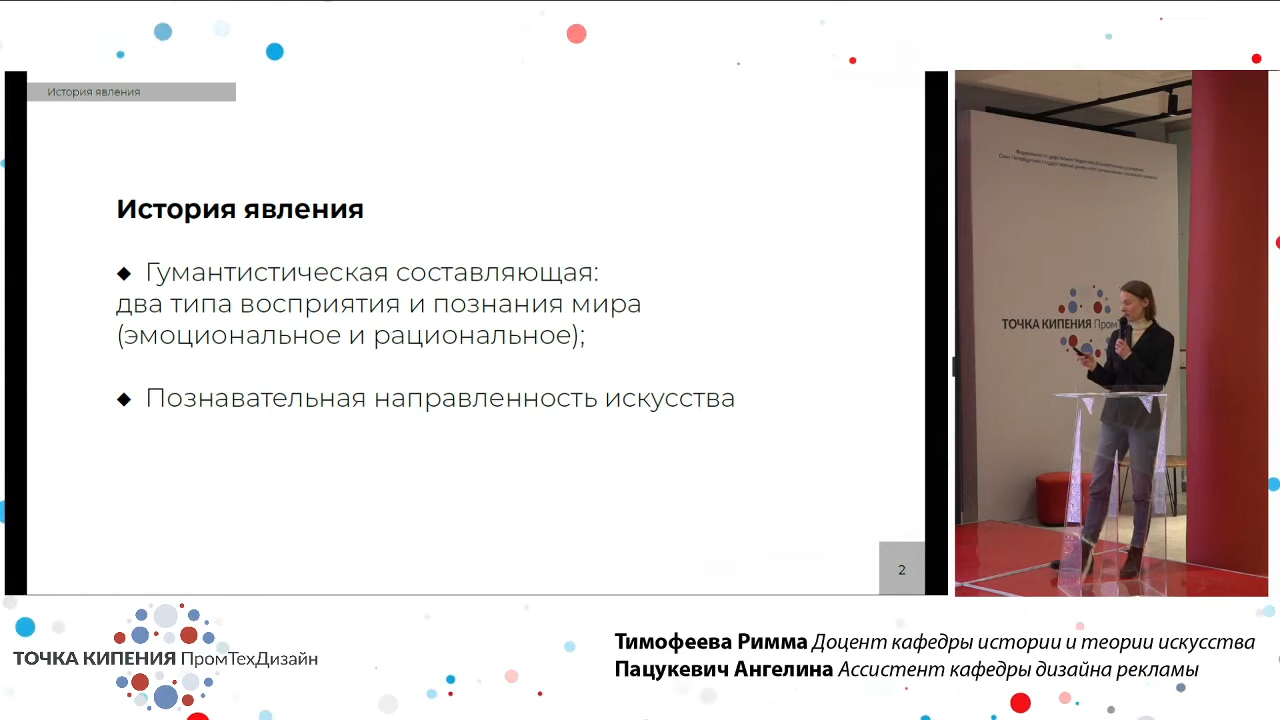 История явления
История явления
◆ Гумантистическая составляющая:
два типа восприятия и познания мира
(эмоциональное и рациональное);
◆ Познавательная направленность искусства
2
ТОЧКА КИПЕНИЯ Пром
ТОЧКА КИПЕНИЯ ПромТехДизайн
Тимофеева Римма Доцент кафедры истории и теории искусства
Пацукевич Ангелина Ассистент кафедры дизайна рекламы